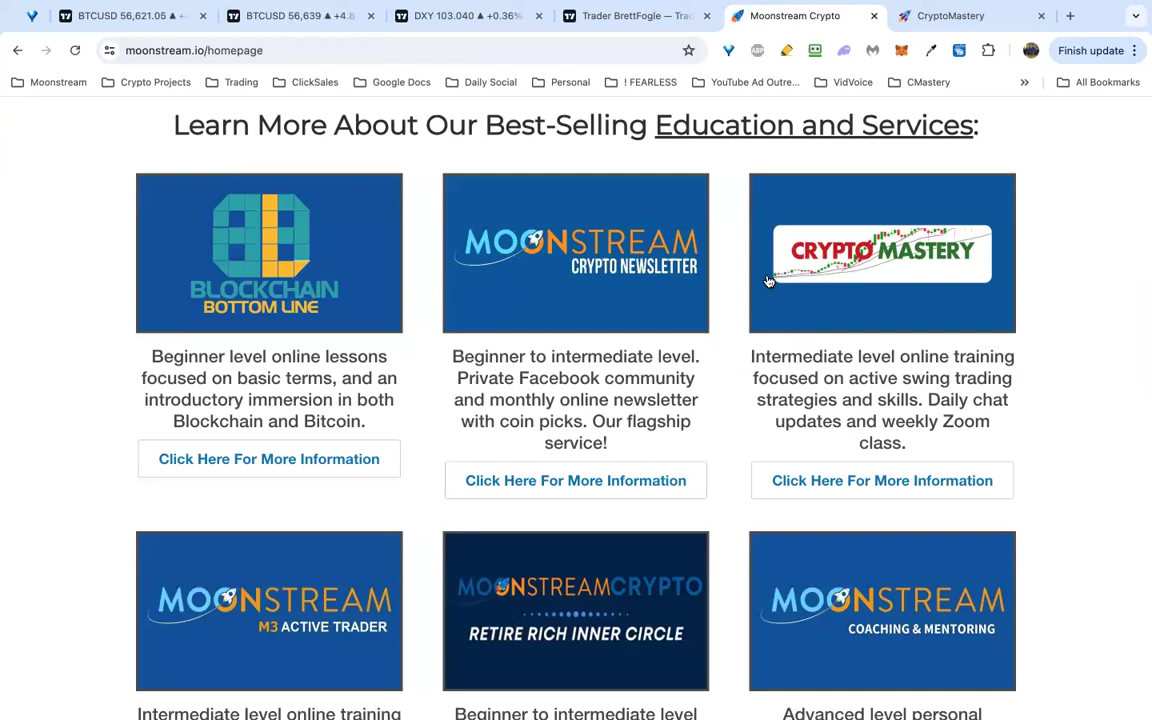 BTCUSD 56,621.05 ▲ +4
BTCUSD 56,639 ▲ +4.8
DXY 103.040 ▲ +0.36%
Trader BrettFogle — Trad
Moonstream Crypto
CryptoMastery
moonstream.io/homepage
ABP
Finish update
Moonstream
Crypto Projects
Trading
ClickSales
Google Docs
Daily Social
Personal
! FEARLESS
YouTube Ad Outre...
VidVoice
CMastery
All Bookmarks
Learn More About Our Best-Selling Education and Services:
BLOCKCHAIN
BOTTOM LINE
MOONSTREAM
CRYPTO NEWSLETTER
CRYPTO MASTERY
Beginner level online lessons
focused on basic terms, and an
introductory immersion in both
Blockchain and Bitcoin.
Click Here For More Information
Beginner to intermediate level.
Private Facebook community
and monthly online newsletter
with coin picks. Our flagship
service!
Click Here For More Information
Intermediate level online training
focused on active swing trading
strategies and skills. Daily chat
updates and weekly Zoom
class.
Click Here For More Information
MOONSTREAM
M3 ACTIVE TRADER
MOONSTREAMCRYPTO
RETIRE RICH INNER CIRCLE
MOONSTREAM
COACHING & MENTORING
Intermediate level online training
Beginner to intermediate level
Advanced level personal